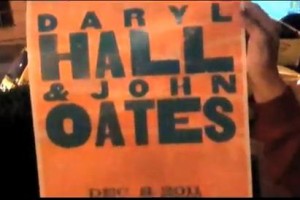 DARYL
HALL
& JOHN
OATES
DEC 8, 2011